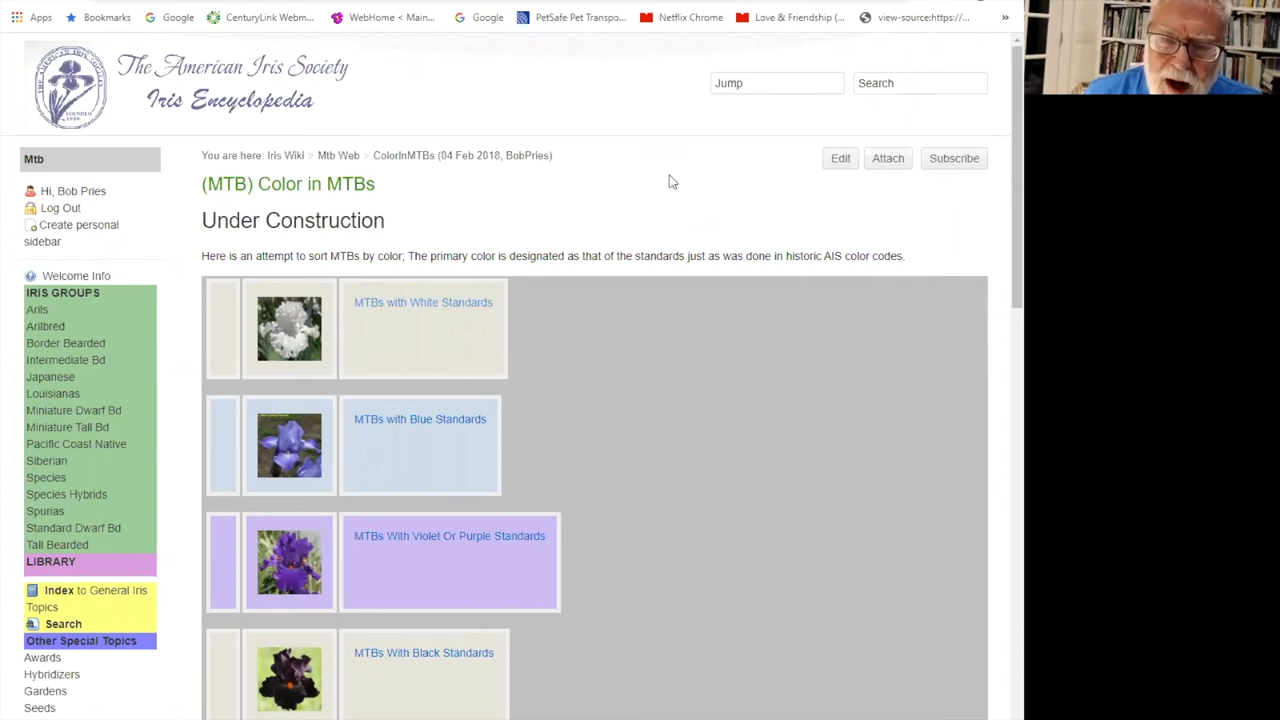 Apps Bookmarks Google CenturyLink Webm... WebHome < Main... Google PetSafe Pet Transpo... Netflix Chrome Love & Friendship (... view-source:https://... »
The American Iris Society
Iris Encyclopedia
Jump Search
Mtb
You are here: Iris Wiki > Mtb Web > ColorInMTBs (04 Feb 2018, BobPries)
Edit Attach Subscribe
Hi, Bob Pries
Log Out
Create personal
sidebar
Welcome Info
IRIS GROUPS
Arils
Arilbred
Border Bearded
Intermediate Bd
Japanese
Louisianas
Miniature Dwarf Bd
Miniature Tall Bd
Pacific Coast Native
Siberian
Species
Species Hybrids
Spurias
Standard Dwarf Bd
Tall Bearded
LIBRARY
Index to General Iris
Topics
Search
Other Special Topics
Awards
Hybridizers
Gardens
Seeds
(MTB) Color in MTBs
Under Construction
Here is an attempt to sort MTBs by color; The primary color is designated as that of the standards just as was done in historic AIS color codes.
MTBs with White Standards
MTBs with Blue Standards
MTBs With Violet Or Purple Standards
MTBs With Black Standards